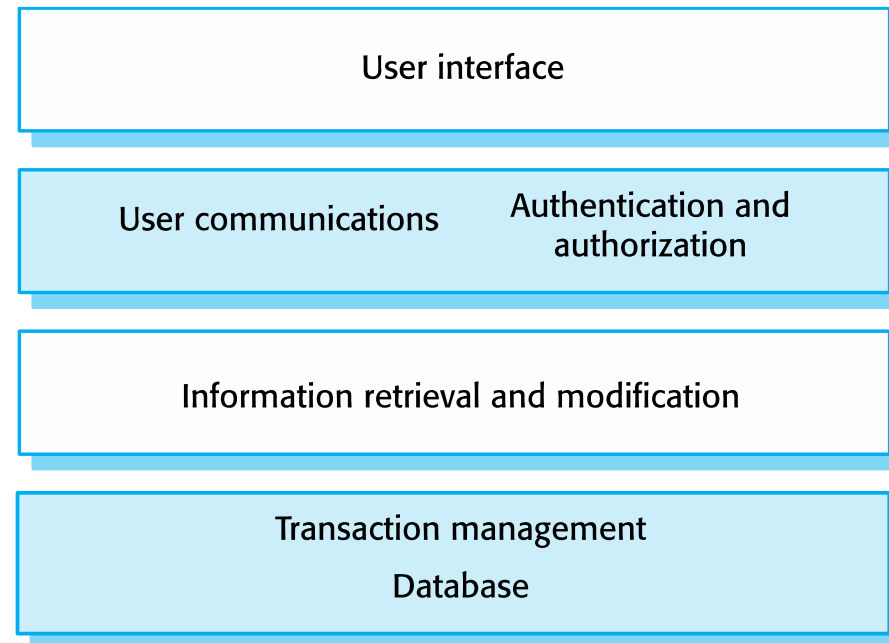 User interface
User communications
Authentication and
authorization
Information retrieval and modification
Transaction management
Database